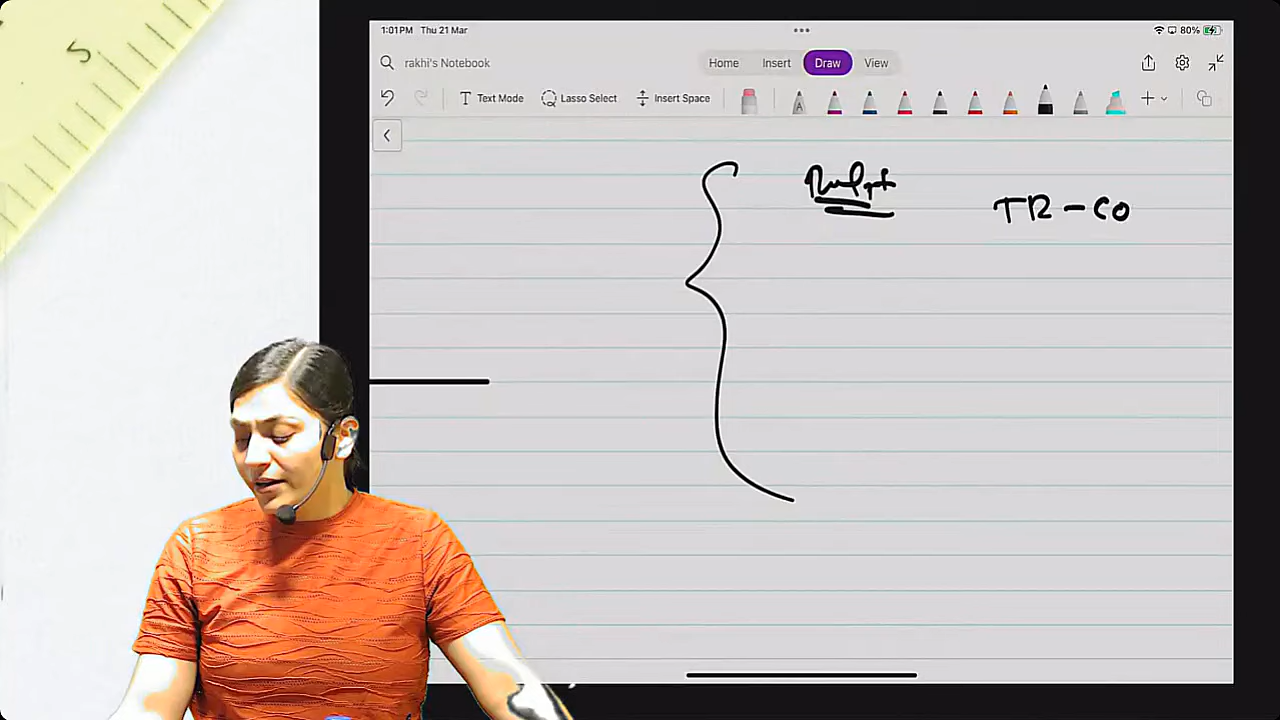 5
1:01PM Thu 21 Mar
80%
rakhi's Notebook
Home Insert Draw View
Text Mode Lasso Select Insert Space
A
TR - CO